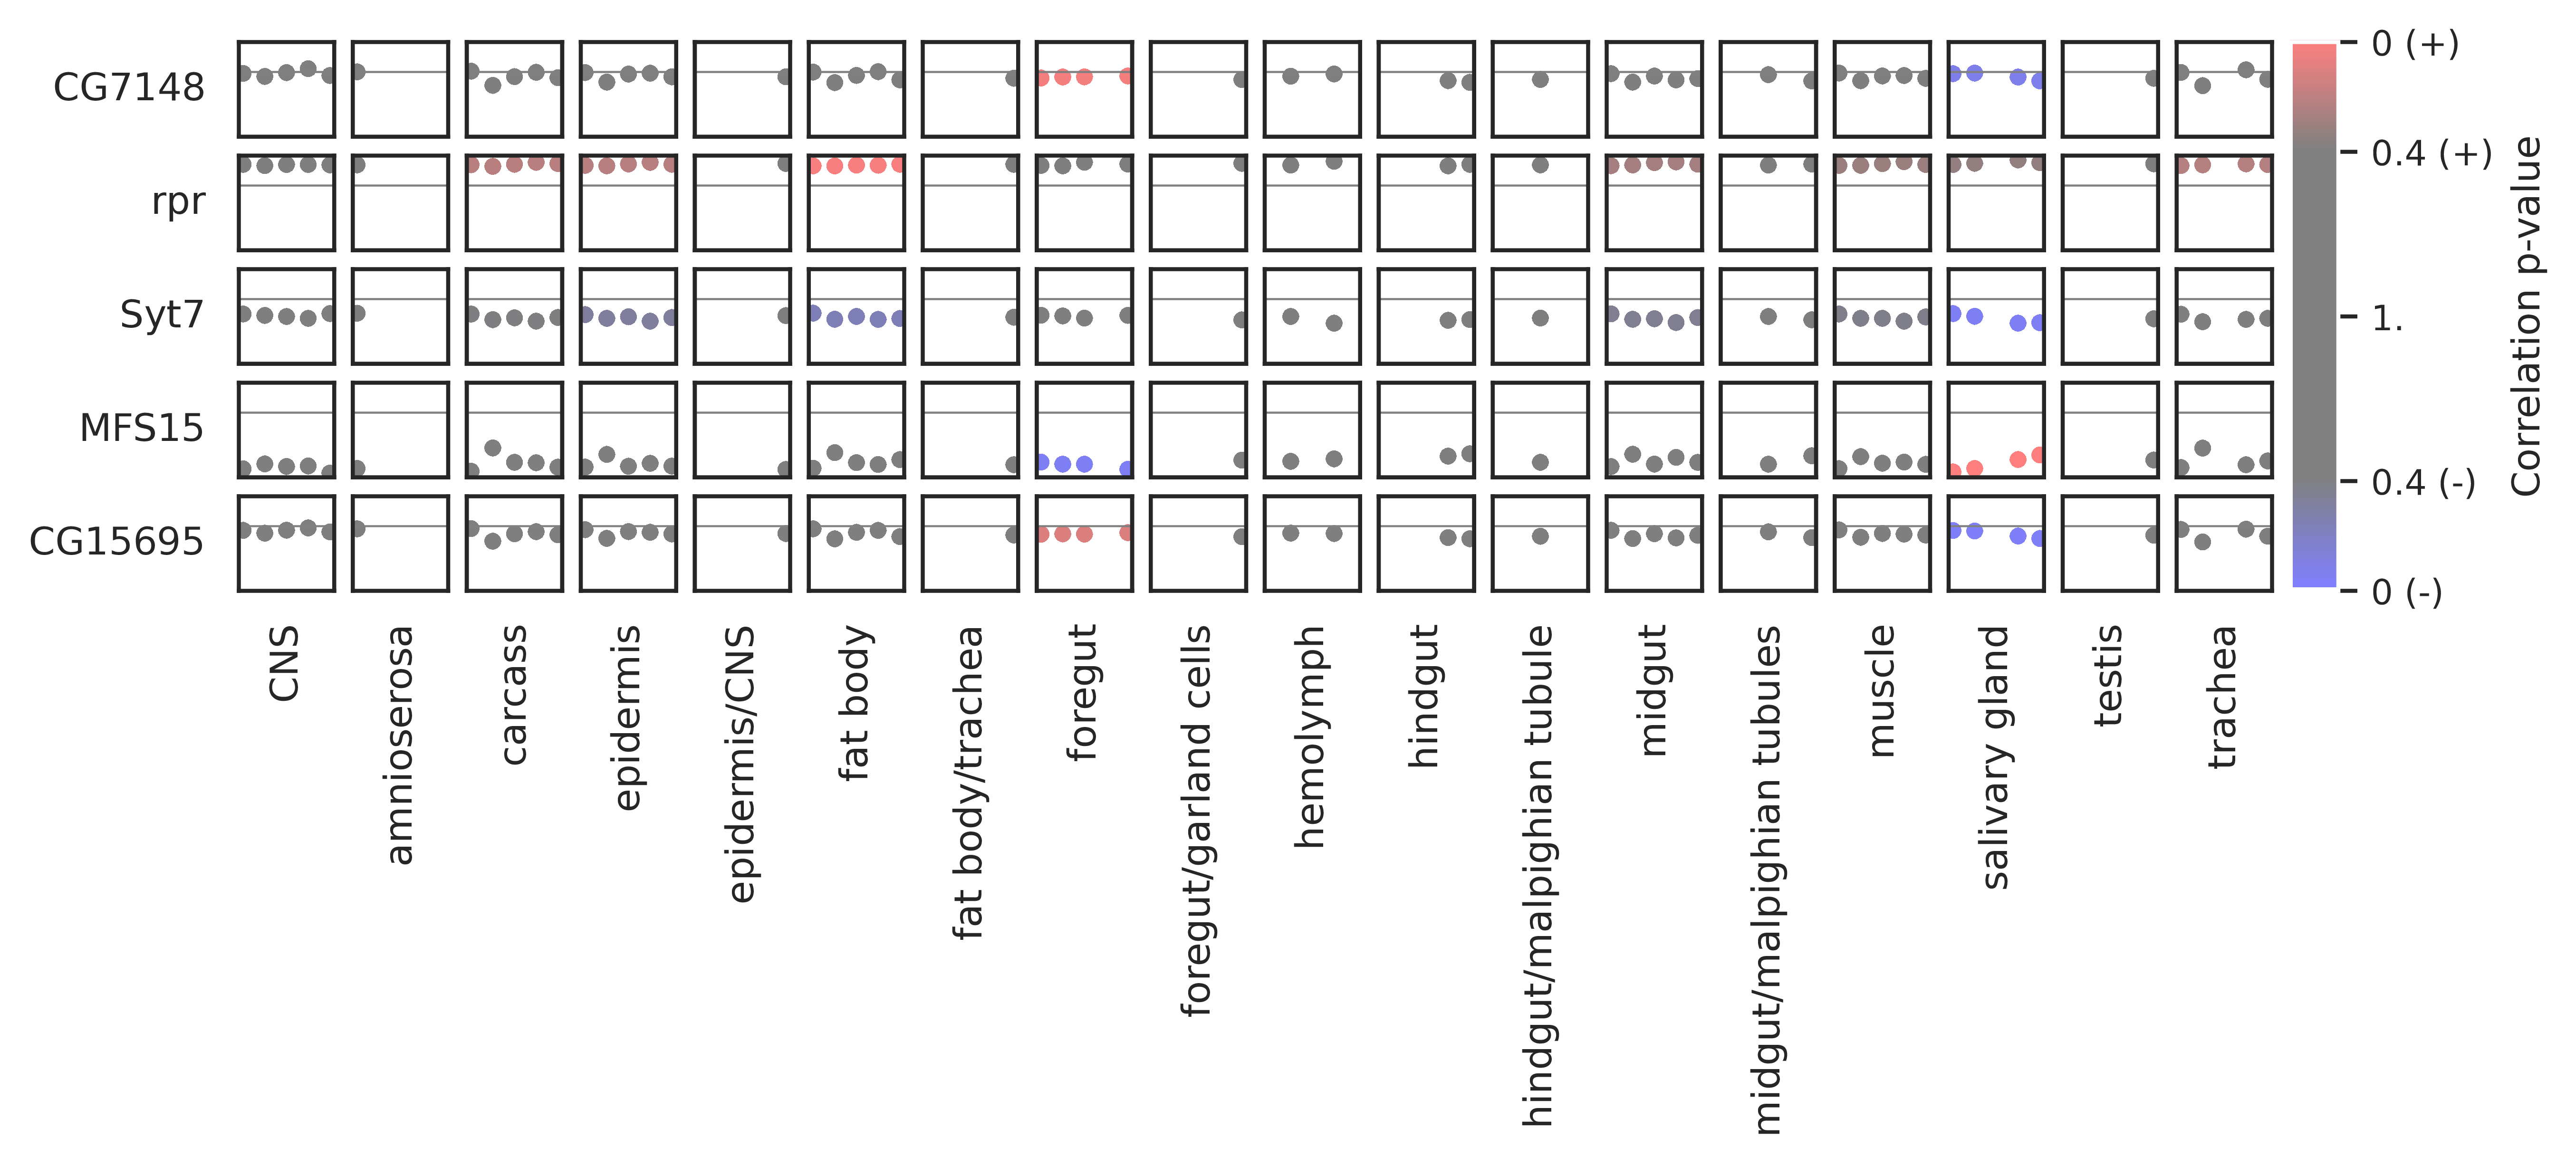 CG7148
rpr
Syt7
MFS15
CG15695
CNS
amnioserosa
carcass
epidermis
epidermis/CNS
fat body
fat body/trachea
foregut
foregut/garland cells
hemolymph
hindgut
hindgut/malpighian tubule
midgut
midgut/malpighian tubules
muscle
salivary gland
testis
trachea
0 (+)
0.4 (+)
1.
0.4 (-)
0 (-)
Correlation p-value